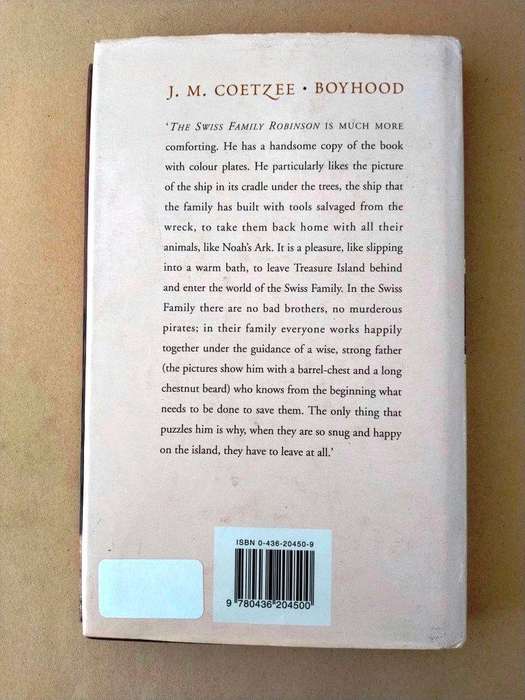 J. M. COETZEE • BOYHOOD
‘THE SWISS FAMILY ROBINSON IS MUCH MORE
comforting. He has a handsome copy of the book
with colour plates. He particularly likes the picture
of the ship in its cradle under the trees, the ship that
the family has built with tools salvaged from the
wreck, to take them back home with all their
animals, like Noah’s Ark. It is a pleasure, like slipping
into a warm bath, to leave Treasure Island behind
and enter the world of the Swiss Family. In the Swiss
Family there are no bad brothers, no murderous
pirates; in their family everyone works happily
together under the guidance of a wise, strong father
(the pictures show him with a barrel-chest and a long
chestnut beard) who knows from the beginning what
needs to be done to save them. The only thing that
puzzles him is why, when they are so snug and happy
on the island, they have to leave at all.’
ISBN 0-436-20450-9
9 780436 204500